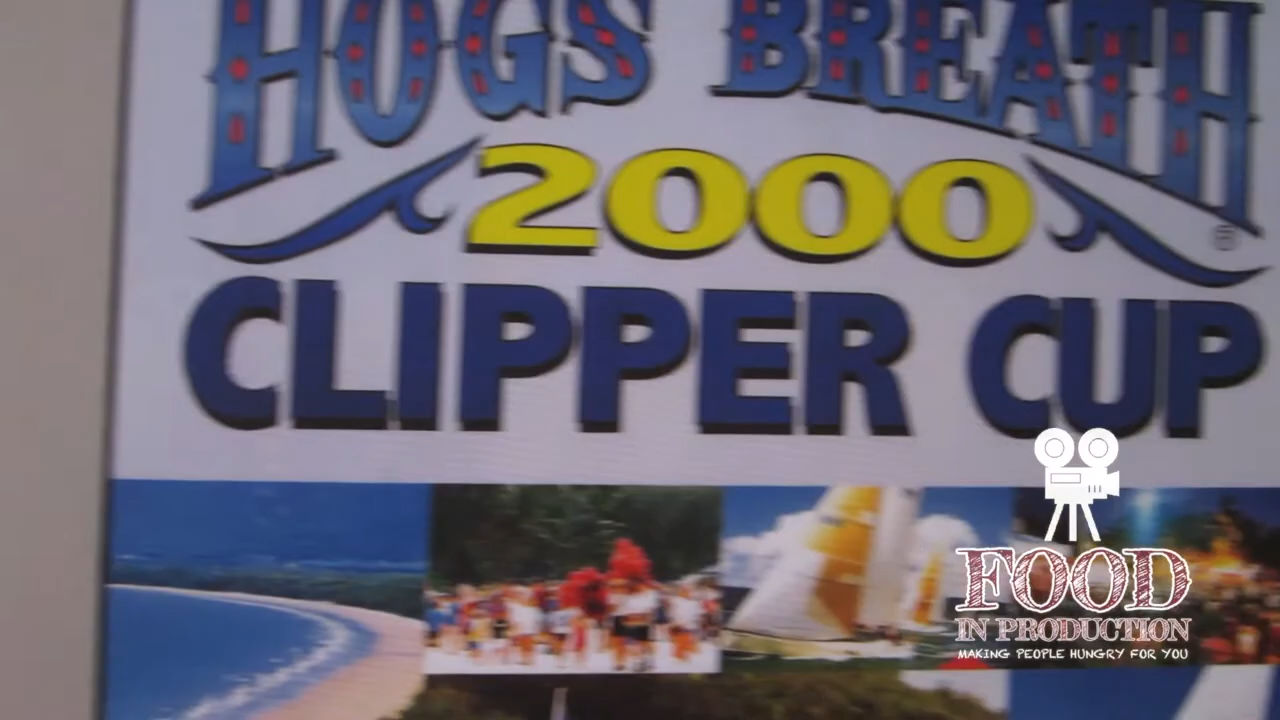 HOGS BREATH
2000
®
CLIPPER CUP
FOOD
IN PRODUCTION
MAKING PEOPLE HUNGRY FOR YOU